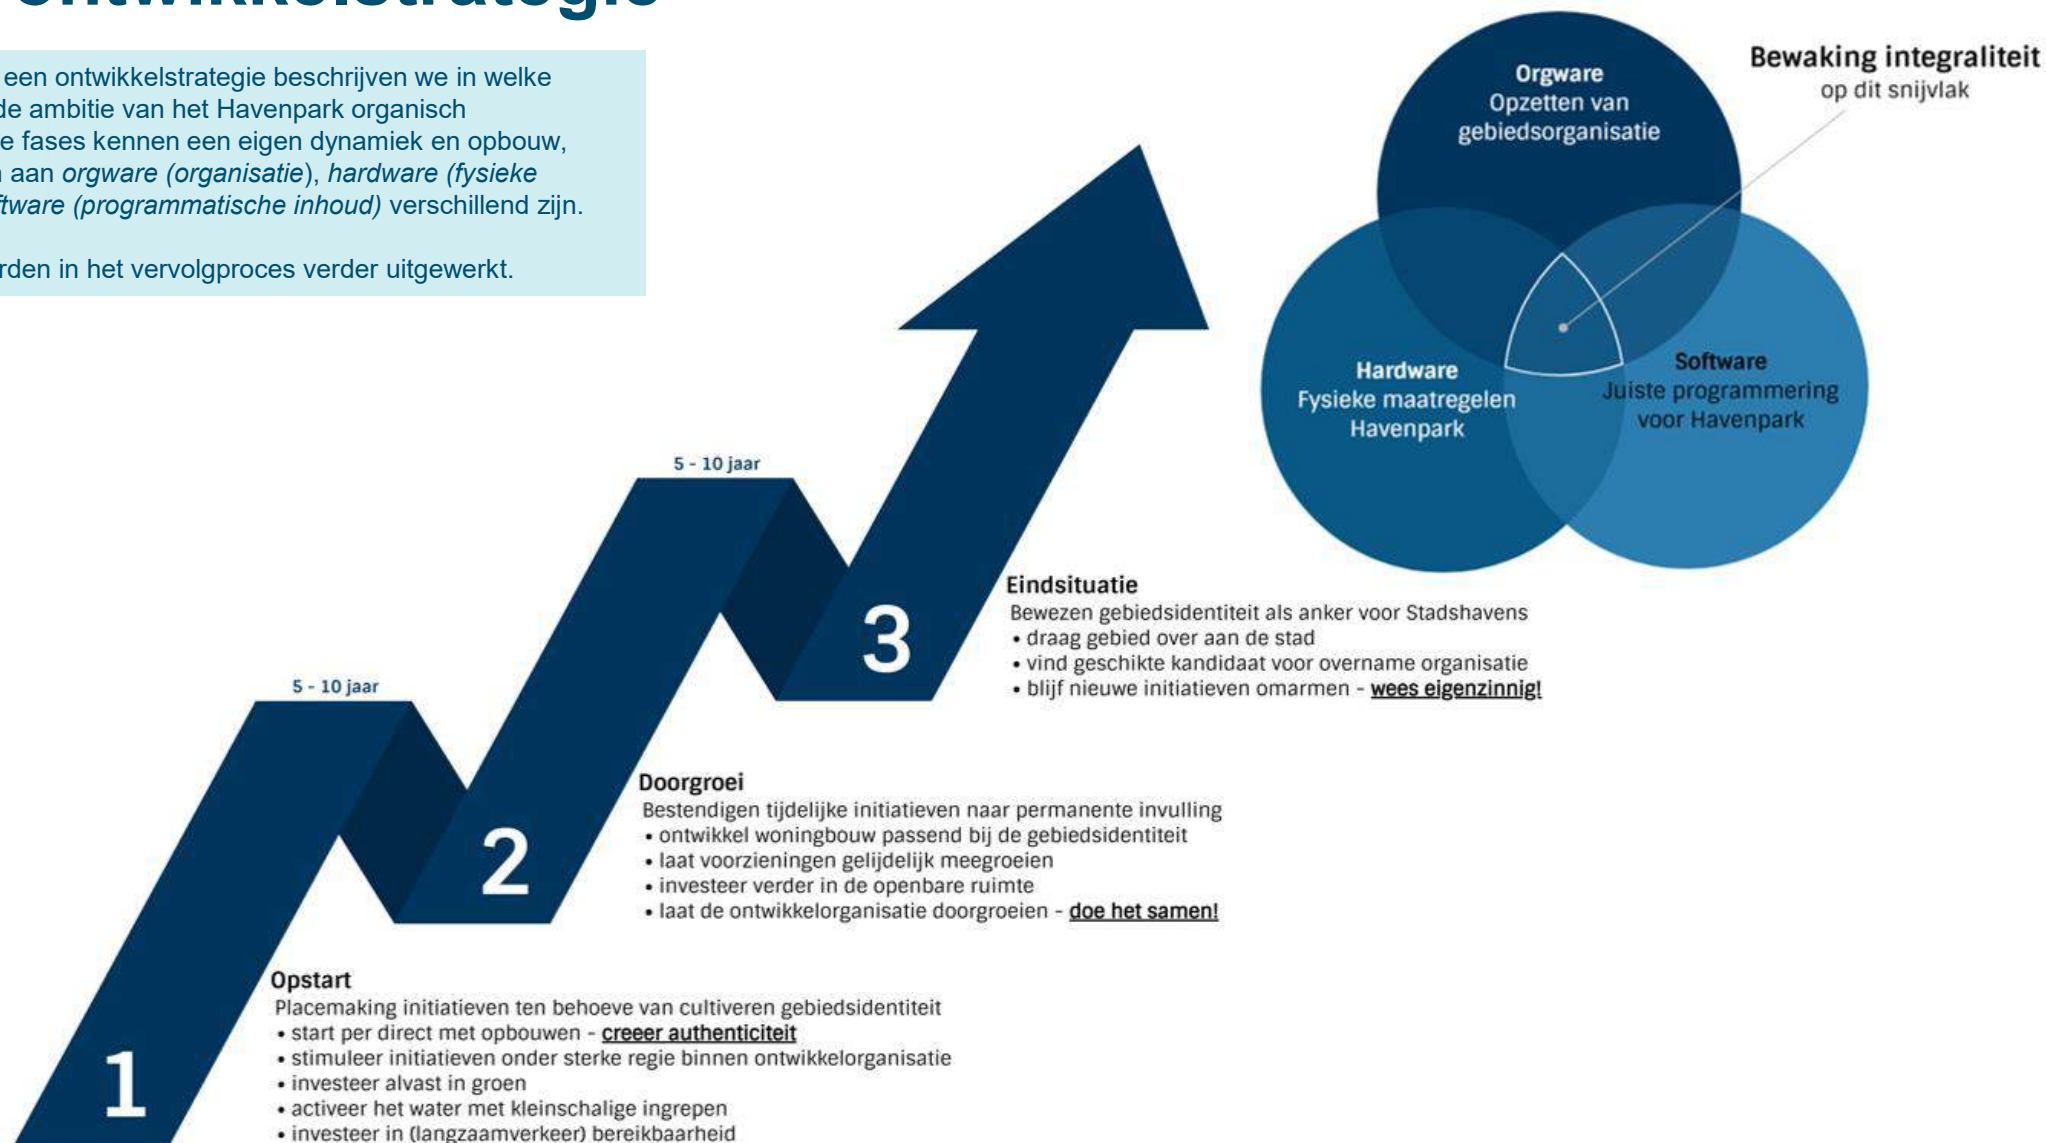 ontwikkelstrategie
een ontwikkelstrategie beschrijven we in welke
de ambitie van het Havenpark organisch
e fases kennen een eigen dynamiek en opbouw,
aan orgware (organisatie), hardware (fysieke
ftware (programmatische inhoud) verschillend zijn.
rden in het vervolgproces verder uitgewerkt.
Orgware
Opzetten van
gebiedsorganisatie
Bewaking integraliteit
op dit snijvlak
Hardware
Fysieke maatregelen
Havenpark
Software
Juiste programmering
voor Havenpark
5 - 10 jaar
3
Eindsituatie
Bewezen gebiedsidentiteit als anker voor Stadshavens
• draag gebied over aan de stad
• vind geschikte kandidaat voor overname organisatie
• blijf nieuwe initiatieven omarmen - wees eigenzinnig!
5 - 10 jaar
2
Doorgroei
Bestendigen tijdelijke initiatieven naar permanente invulling
• ontwikkel woningbouw passend bij de gebiedsidentiteit
• laat voorzieningen gelijdelijk meegroeien
• investeer verder in de openbare ruimte
• laat de ontwikkelorganisatie doorgroeien - doe het samen!
1
Opstart
Placemaking initiatieven ten behoeve van cultiveren gebiedsidentiteit
• start per direct met opbouwen - creeer authenticiteit
• stimuleer initiatieven onder sterke regie binnen ontwikkelorganisatie
• investeer alvast in groen
• activeer het water met kleinschalige ingrepen
• investeer in (langzaamverkeer) bereikbaarheid